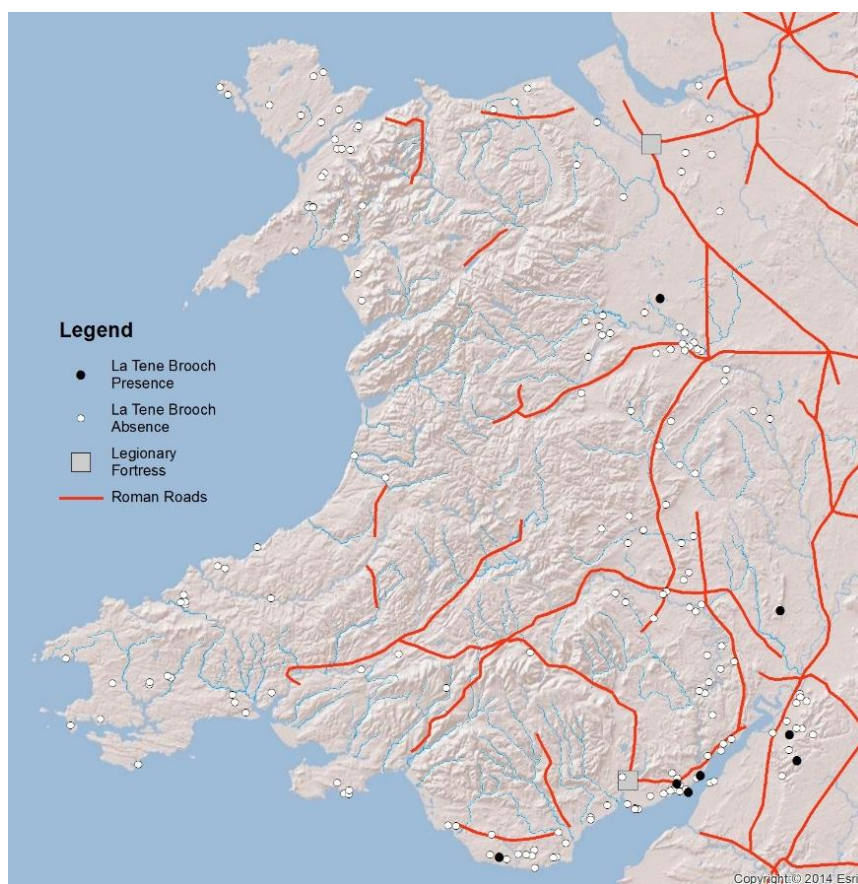 Legend
La Tene Brooch
Presence
La Tene Brooch
Absence
Legionary
Fortress
Roman Roads
Copyright:© 2014 Esri